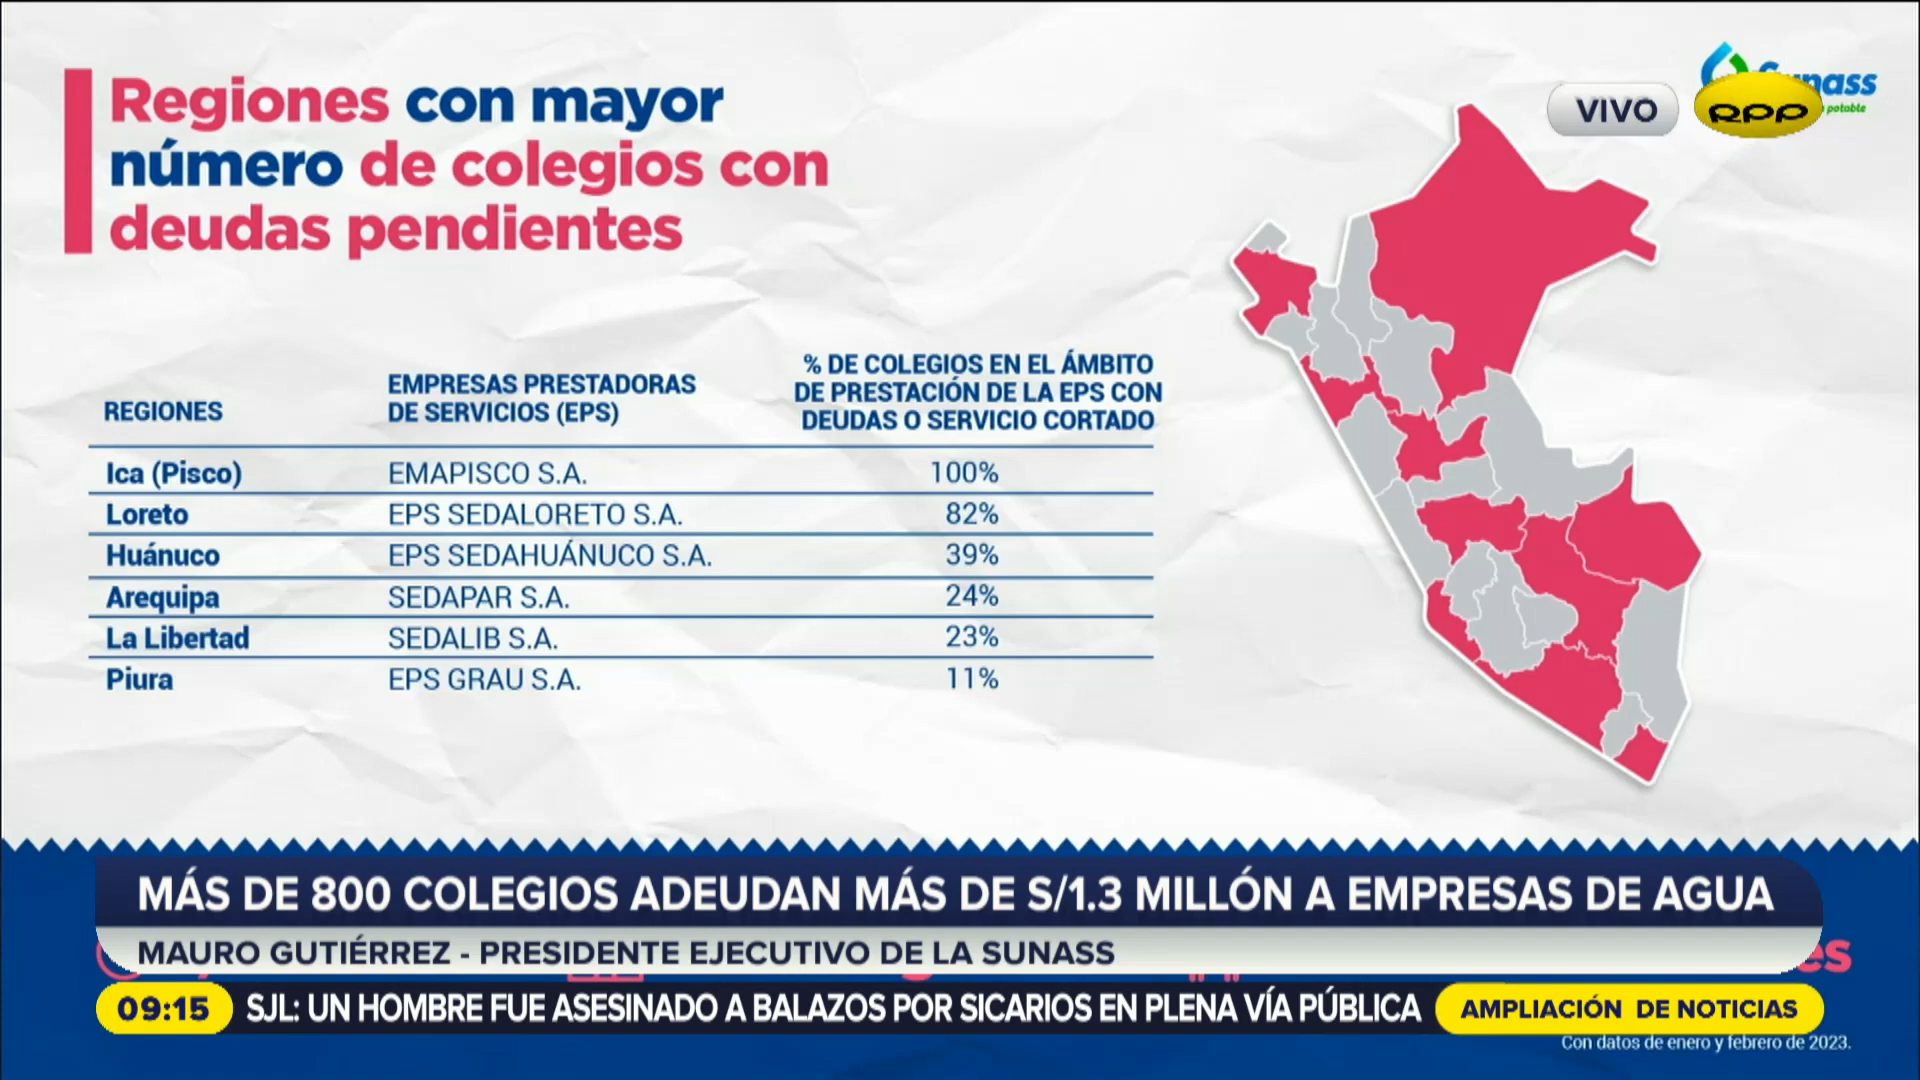 Regiones con mayor
número de colegios con
deudas pendientes
VIVO
RPP
potable
REGIONES
EMPRESAS PRESTADORAS
DE SERVICIOS (EPS)
% DE COLEGIOS EN EL ÁMBITO
DE PRESTACIÓN DE LA EPS CON
DEUDAS O SERVICIO CORTADO
Ica (Pisco) EMAPISCO S.A. 100%
Loreto EPS SEDALORETO S.A. 82%
Huánuco EPS SEDAHUÁNUCO S.A. 39%
Arequipa SEDAPAR S.A. 24%
La Libertad SEDALIB S.A. 23%
Piura EPS GRAU S.A. 11%
MÁS DE 800 COLEGIOS ADEUDAN MÁS DE S/1.3 MILLÓN A EMPRESAS DE AGUA
MAURO GUTIÉRREZ - PRESIDENTE EJECUTIVO DE LA SUNASS
09:15 SJL: UN HOMBRE FUE ASESINADO A BALAZOS POR SICARIOS EN PLENA VÍA PÚBLICA AMPLIACIÓN DE NOTICIAS
Con datos de enero y febrero de 2023.